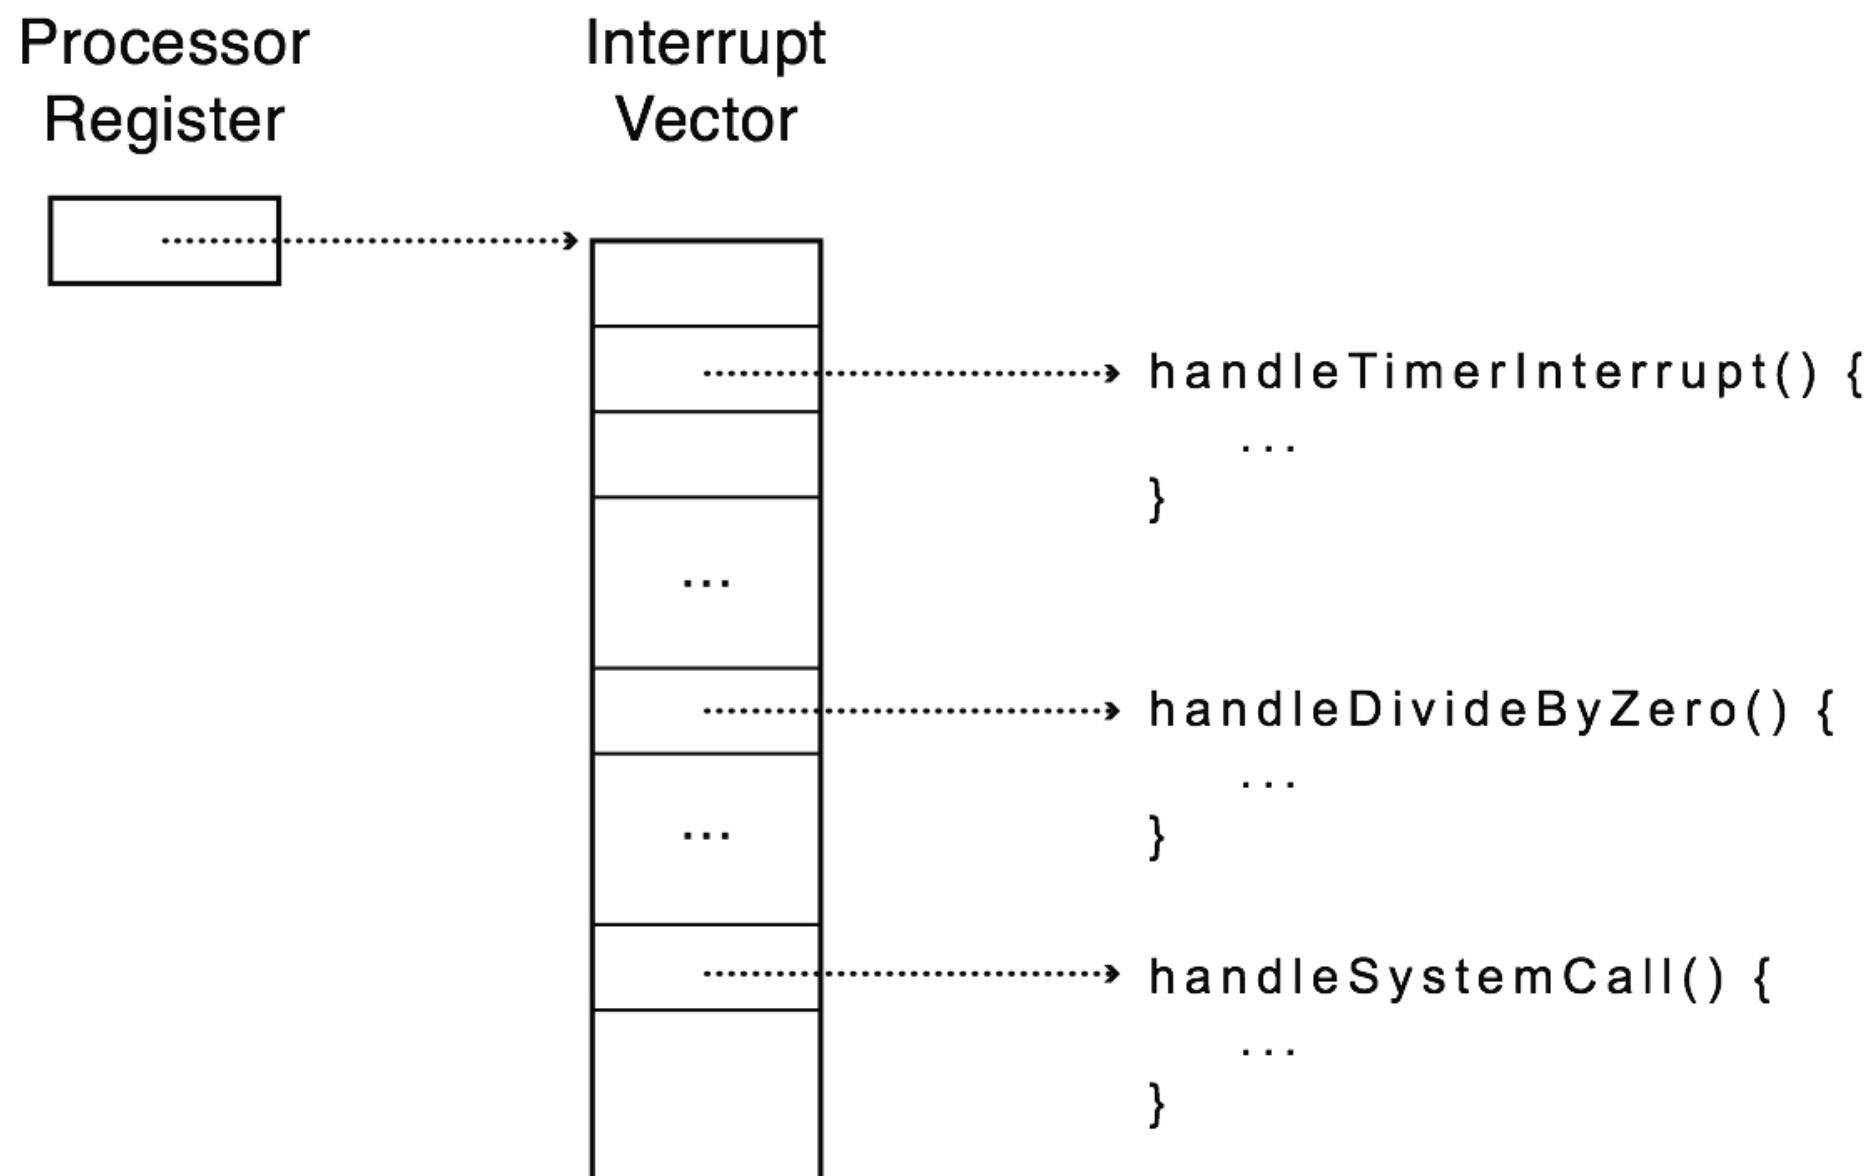 Processor
Register
Interrupt
Vector
handleTimerInterrupt() {
...
}
...
handleDivideByZero() {
...
}
...
handleSystemCall() {
...
}